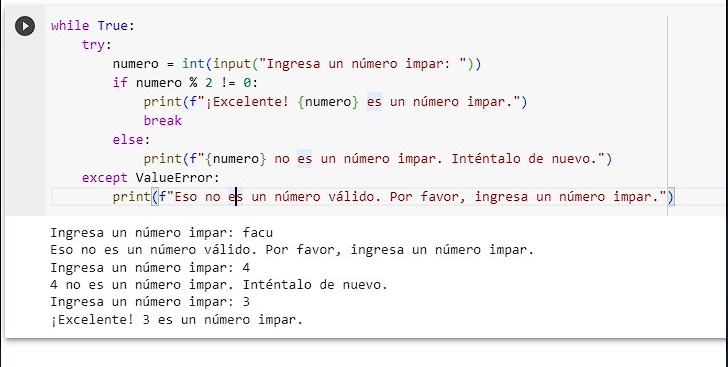 while True:
    try:
        numero = int(input("Ingresa un número impar: "))
        if numero % 2 != 0:
            print(f"¡Excelente! {numero} es un número impar.")
            break
        else:
            print(f"{numero} no es un número impar. Inténtalo de nuevo.")
    except ValueError:
        print(f"Eso no es un número válido. Por favor, ingresa un número impar.")
Ingresa un número impar: facu
Eso no es un número válido. Por favor, ingresa un número impar.
Ingresa un número impar: 4
4 no es un número impar. Inténtalo de nuevo.
Ingresa un número impar: 3
¡Excelente! 3 es un número impar.